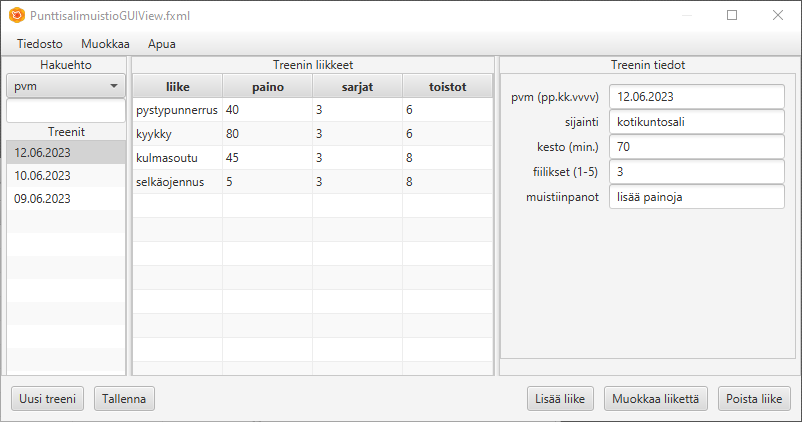 PunttisalimuistioGUIView.fxml
Tiedosto Muokkaa Apua
Hakuehto
pvm
Treenit
12.06.2023
10.06.2023
09.06.2023
Treenin liikkeet
liike paino sarjat toistot
pystypunnerrus 40 3 6
kyykky 80 3 6
kulmasoutu 45 3 8
selkäojennus 5 3 8
Treenin tiedot
pvm (pp.kk.vvvv) 12.06.2023
sijainti kotikuntosali
kesto (min.) 70
fiilikset (1-5) 3
muistiinpanot lisää painoja
Uusi treeni Tallenna Lisää liike Muokkaa liikettä Poista liike